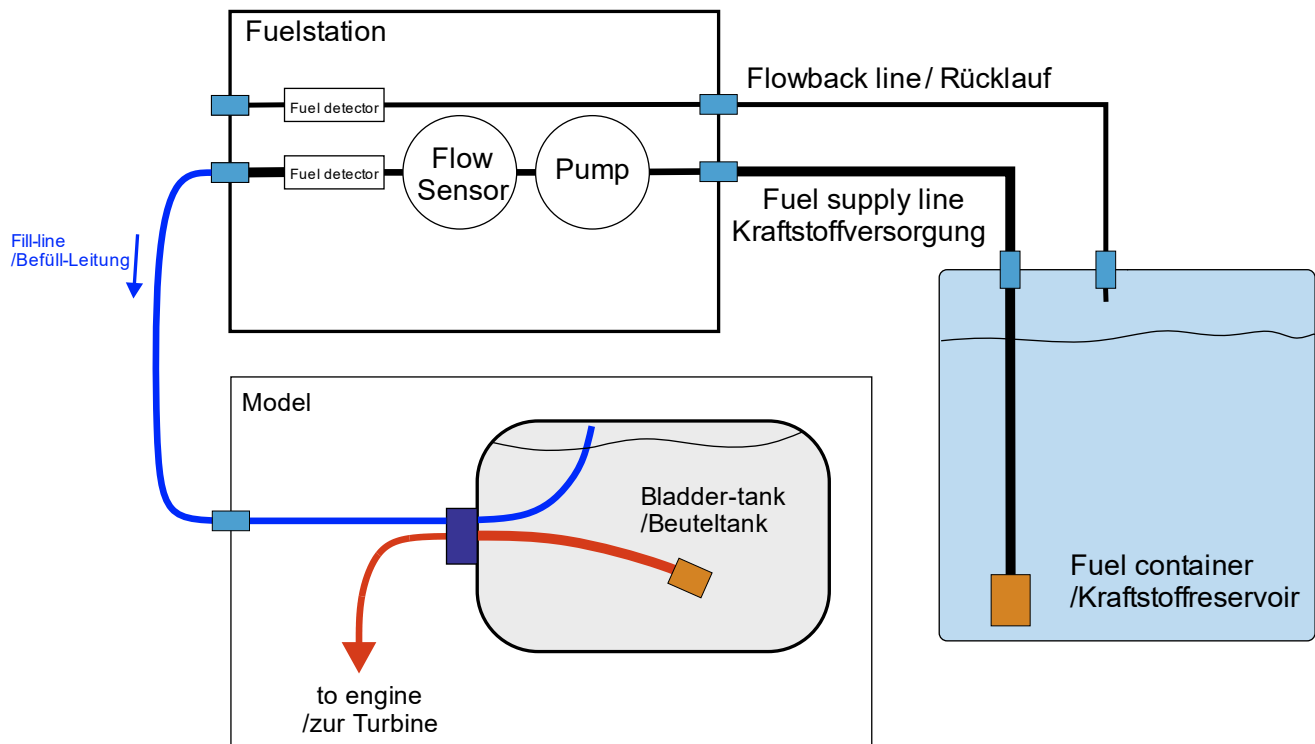 Fuelstation
Flowback line / Rücklauf
Fuel detector
Fuel detector
Flow
Sensor
Pump
Fuel supply line
Kraftstoffversorgung
Fill-line
/Befüll-Leitung
Model
Bladder-tank
/Beuteltank
Fuel container
/Kraftstoffreservoir
to engine
/zur Turbine